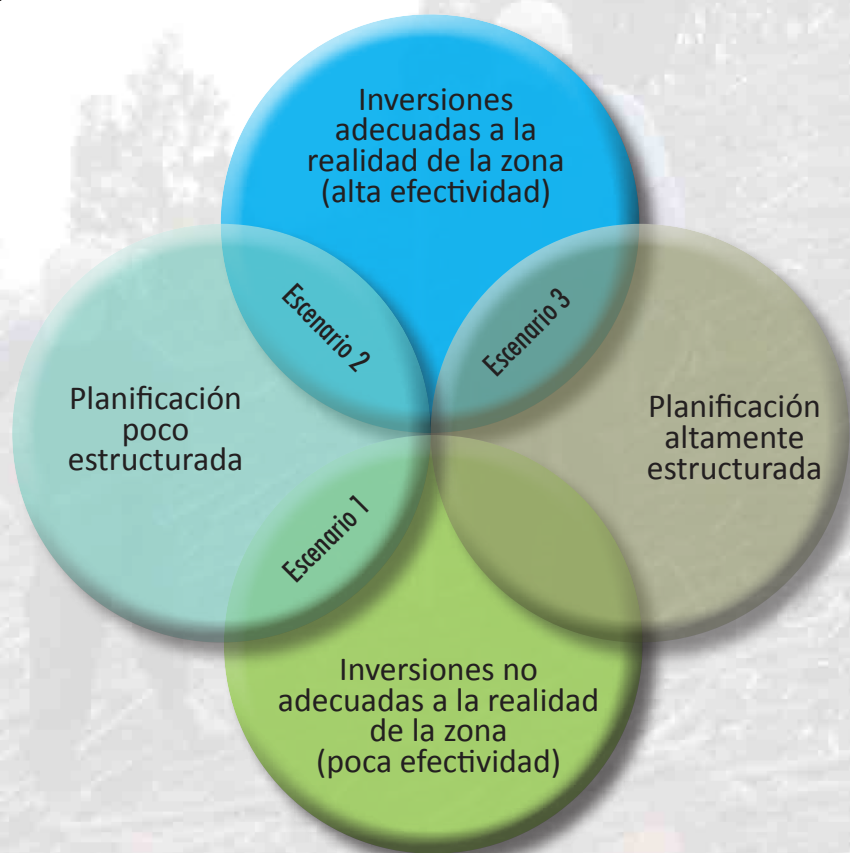 Inversiones
adecuadas a la
realidad de la zona
(alta efectividad)
Escenario 2
Escenario 3
Planificación
poco
estructurada
Planificación
altamente
estructurada
Escenario 1
Inversiones no
adecuadas a la realidad
de la zona
(poca efectividad)